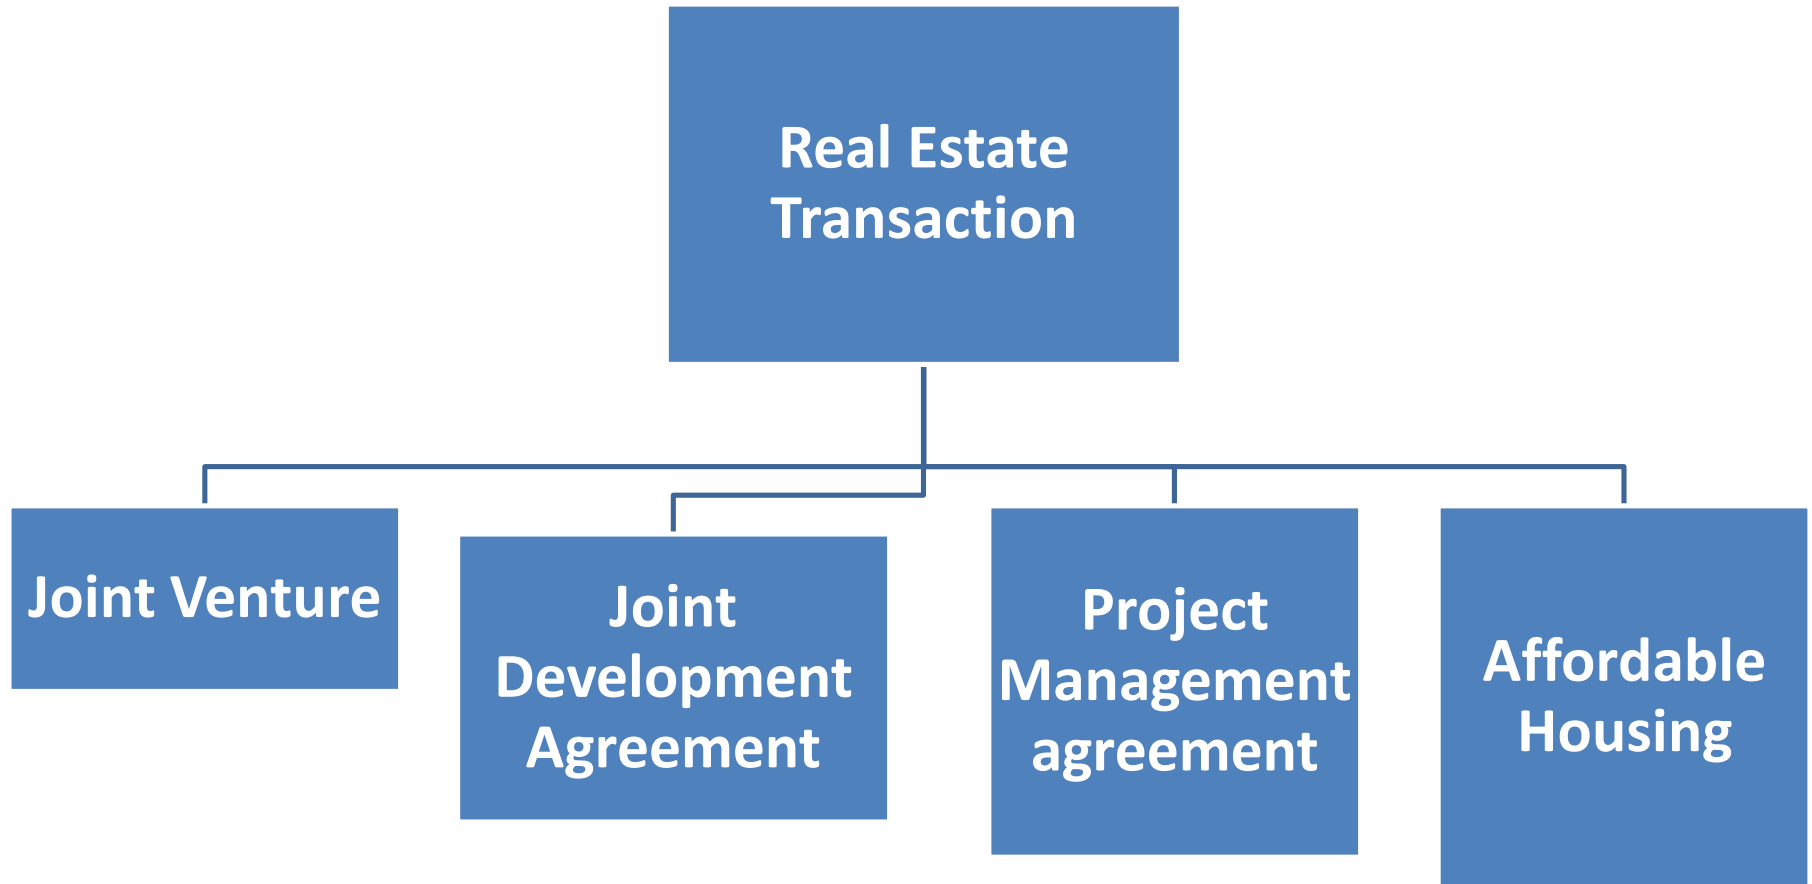 Real Estate
Transaction
Joint Venture
Joint
Development
Agreement
Project
Management
agreement
Affordable
Housing